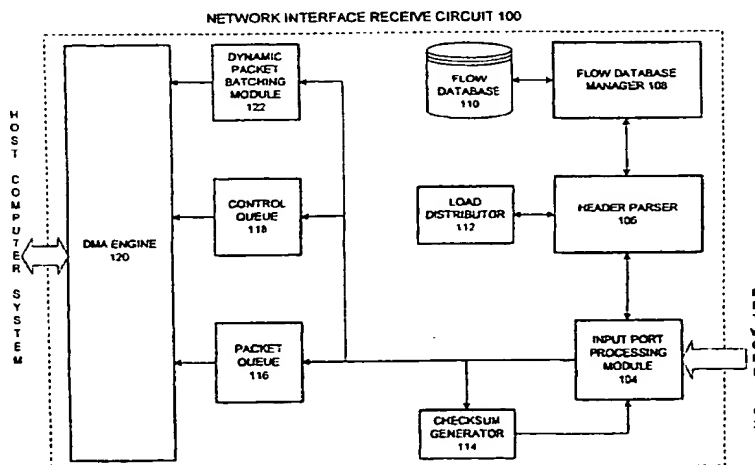 NETWORK INTERFACE RECEIVE CIRCUIT 100
HOST COMPUTER SYSTEM
DMA ENGINE
120
DYNAMIC
PACKET
BATCHING
MODULE
122
CONTROL
QUEUE
118
PACKET
QUEUE
116
FLOW
DATABASE
110
FLOW DATABASE
MANAGER 108
LOAD
DISTRIBUTOR
112
HEADER PARSER
106
INPUT PORT
PROCESSING
MODULE
104
CHECKSUM
GENERATOR
114